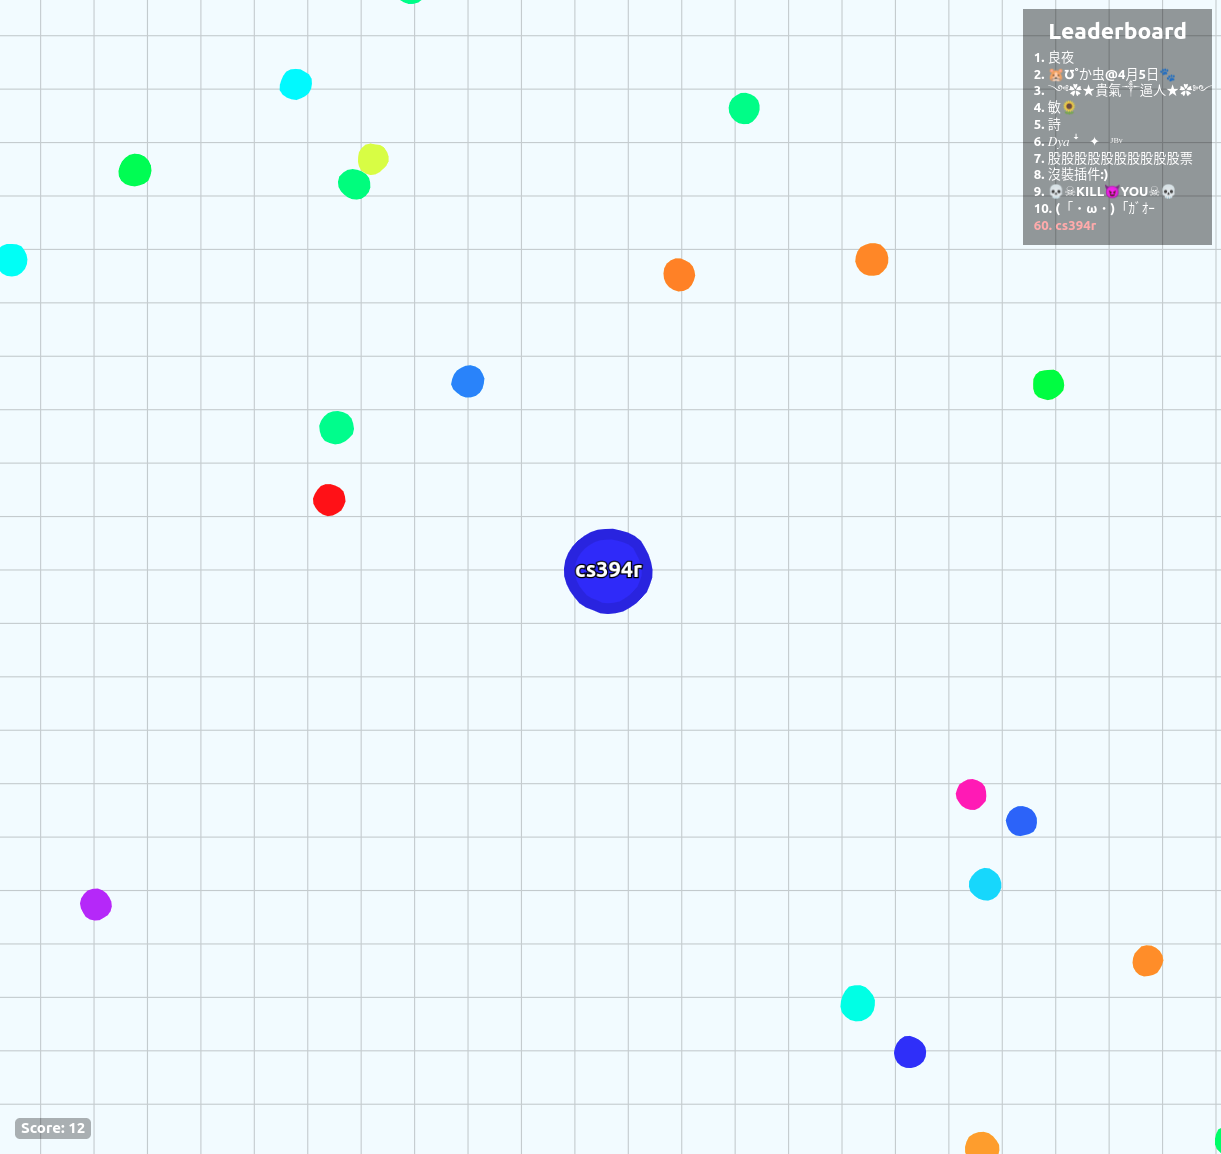 Leaderboard
1. 良夜
2. 🐹℧˚か虫@4月5日🐾
3. ༺✿★貴氣逼人★✿༻
4. 敏🌻
5. 詩
6. Dya
7. 股股股股股股股股股股票
8. 沒裝插件:)
9. 💀☠KILL😈YOU☠💀
10. (「・ω・)「ｶﾞｵｰ
60. cs394r
cs394r
Score: 12